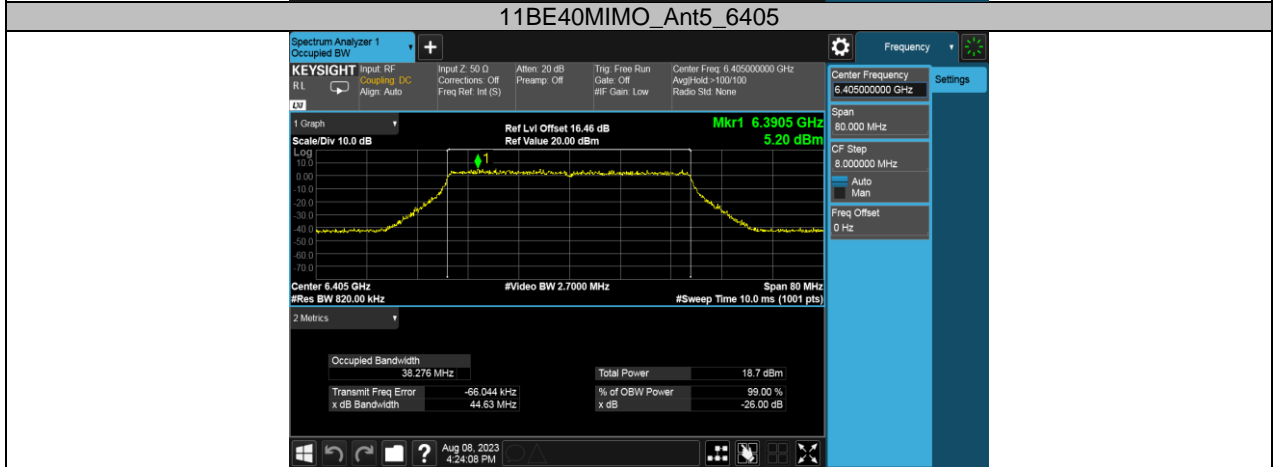 11BE40MIMO_Ant5_6405
Spectrum Analyzer 1
Occupied BW
Frequency
KEYSIGHT
RL
LXI
Input: RF
Coupling: DC
Align: Auto
Input Z: 50 Ω
Corrections: Off
Freq Ref: Int (S)
Atten: 20 dB
Preamp: Off
Trig: Free Run
Gate: Off
#IF Gain: Low
Center Freq: 6.405000000 GHz
Avg|Hold:>100/100
Radio Std: None
Center Frequency
6.405000000 GHz
Settings
Span
80.000 MHz
CF Step
8.000000 MHz
Auto
Man
Freq Offset
0 Hz
1 Graph
Ref Lvl Offset 16.46 dB
Mkr1 6.3905 GHz
Scale/Div 10.0 dB
Ref Value 20.00 dBm
5.20 dBm
Log
10.0
0.00
-10.0
-20.0
-30.0
-40.0
-50.0
-60.0
-70.0
1
Center 6.405 GHz
#Video BW 2.7000 MHz
Span 80 MHz
#Res BW 820.00 kHz
#Sweep Time 10.0 ms (1001 pts)
2 Metrics
Occupied Bandwidth
38.276 MHz
Total Power 18.7 dBm
Transmit Freq Error -66.044 kHz
% of OBW Power 99.00 %
x dB Bandwidth 44.63 MHz
x dB -26.00 dB
?
Aug 08, 2023
4:24:08 PM